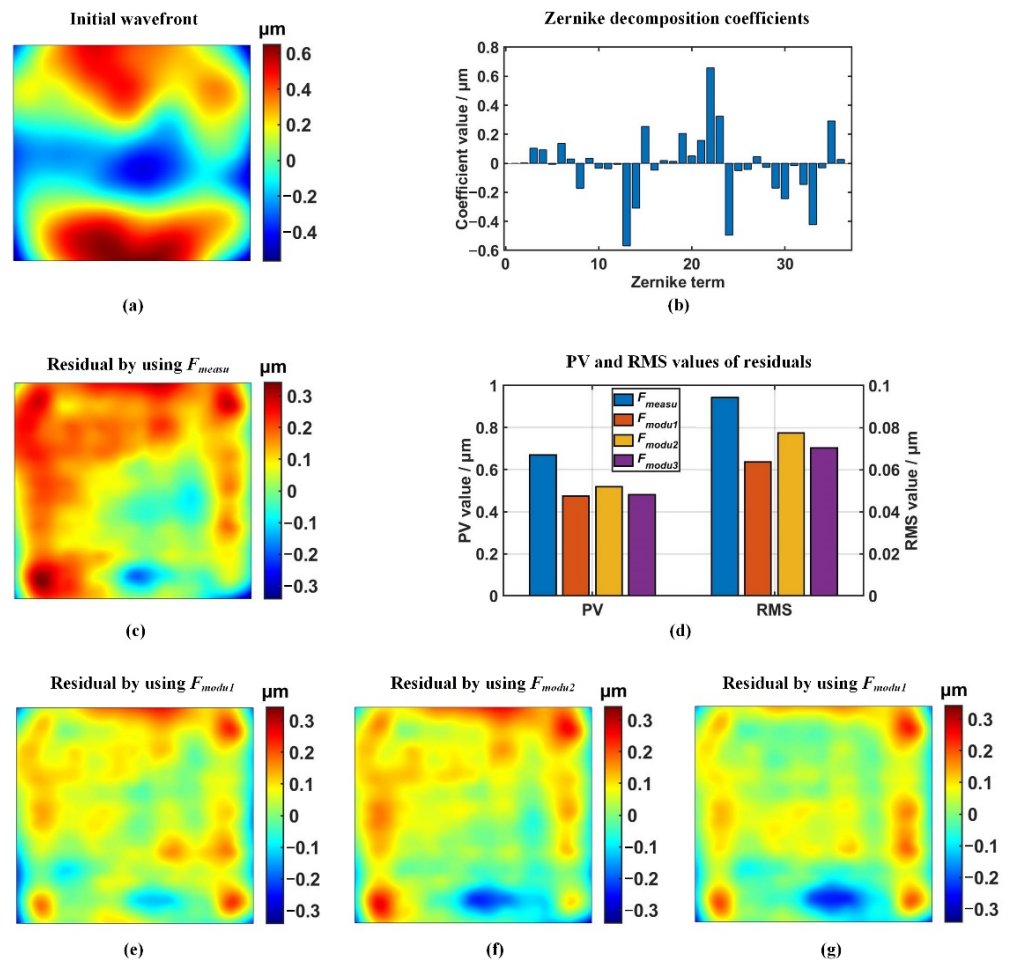 Initial wavefront
μm
0.6
0.4
0.2
0
−0.2
−0.4
(a)
Zernike decomposition coefficients
0.8
0.6
0.4
0.2
0
−0.2
−0.4
−0.6
Coefficient value / μm
0 10 20 30
Zernike term
(b)
Residual by using F_measu
μm
0.3
0.2
0.1
0
−0.1
−0.2
−0.3
(c)
PV and RMS values of residuals
1
0.8
0.6
0.4
0.2
0
PV value / μm
F_measu
F_modu1
F_modu2
F_modu3
0.1
0.08
0.06
0.04
0.02
0
RMS value / μm
PV RMS
(d)
Residual by using F_modu1
μm
0.3
0.2
0.1
0
−0.1
−0.2
−0.3
(e)
Residual by using F_modu2
μm
0.3
0.2
0.1
0
−0.1
−0.2
−0.3
(f)
Residual by using F_modu1
μm
0.3
0.2
0.1
0
−0.1
−0.2
−0.3
(g)